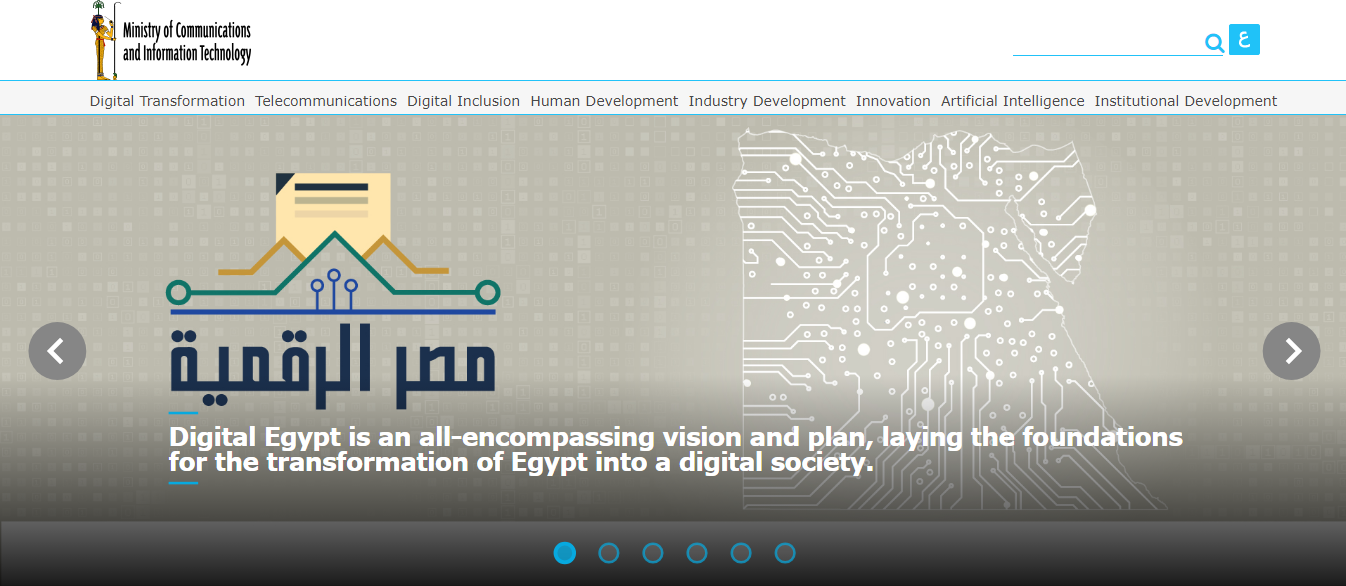 Ministry of Communications
and Information Technology
ع
Digital Transformation Telecommunications Digital Inclusion Human Development Industry Development Innovation Artificial Intelligence Institutional Development
مصر الرقمية
Digital Egypt is an all-encompassing vision and plan, laying the foundations
for the transformation of Egypt into a digital society.